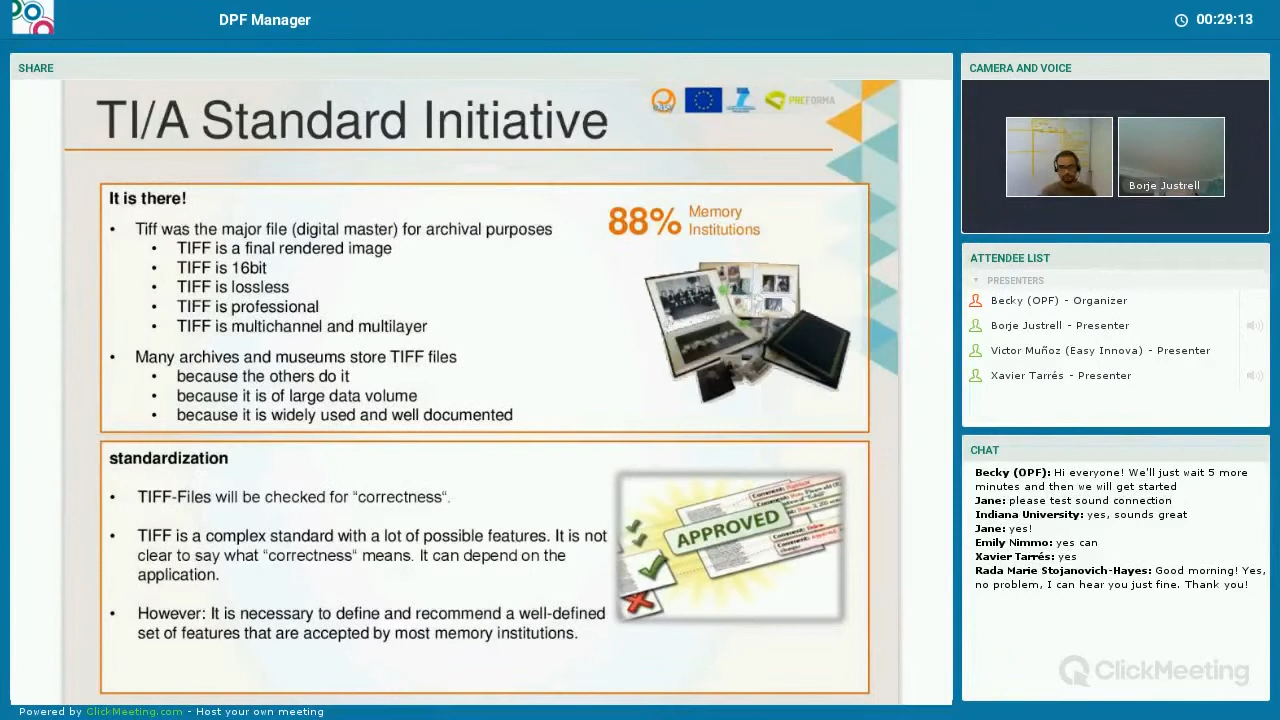 DPF Manager
00:29:13
SHARE
TI/A Standard Initiative
PREFORMA
It is there!
• Tiff was the major file (digital master) for archival purposes
• TIFF is a final rendered image
• TIFF is 16bit
• TIFF is lossless
• TIFF is professional
• TIFF is multichannel and multilayer
• Many archives and museums store TIFF files
• because the others do it
• because it is of large data volume
• because it is widely used and well documented
88% Memory
Institutions
standardization
• TIFF-Files will be checked for “correctness“.
• TIFF is a complex standard with a lot of possible features. It is not
clear to say what “correctness“ means. It can depend on the
application.
• However: It is necessary to define and recommend a well-defined
set of features that are accepted by most memory institutions.
APPROVED
CAMERA AND VOICE
Borje Justrell
ATTENDEE LIST
PRESENTERS
Becky (OPF) - Organizer
Borje Justrell - Presenter
Victor Muñoz (Easy Innova) - Presenter
Xavier Tarrés - Presenter
CHAT
Becky (OPF): Hi everyone! We'll just wait 5 more
minutes and then we will get started
Jane: please test sound connection
Indiana University: yes, sounds great
Jane: yes!
Emily Nimmo: yes can
Xavier Tarrés: yes
Rada Marie Stojanovich-Hayes: Good morning! Yes,
no problem, I can hear you just fine. Thank you!
ClickMeeting
Powered by ClickMeeting.com - Host your own meeting